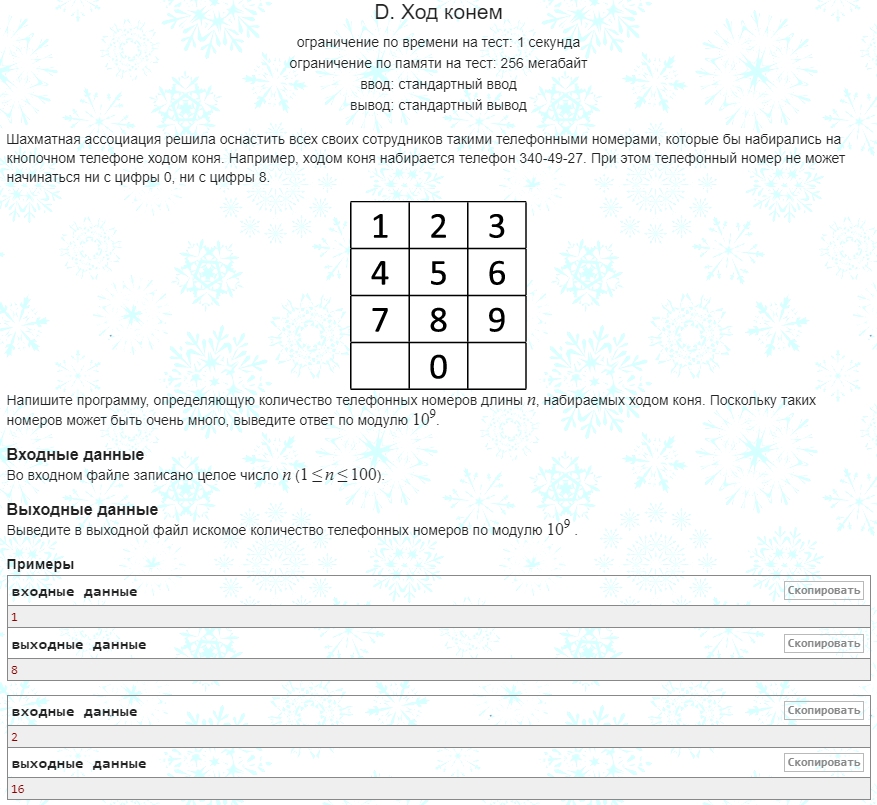 D. Ход конем
ограничение по времени на тест: 1 секунда
ограничение по памяти на тест: 256 мегабайт
ввод: стандартный ввод
вывод: стандартный вывод
Шахматная ассоциация решила оснастить всех своих сотрудников такими телефонными номерами, которые бы набирались на
кнопочном телефоне ходом коня. Например, ходом коня набирается телефон 340-49-27. При этом телефонный номер не может
начинаться ни с цифры 0, ни с цифры 8.
1 2 3
4 5 6
7 8 9
0
Напишите программу, определяющую количество телефонных номеров длины n, набираемых ходом коня. Поскольку таких
номеров может быть очень много, выведите ответ по модулю 10⁹.
Входные данные
Во входном файле записано целое число n (1 ≤ n ≤ 100).
Выходные данные
Выведите в выходной файл искомое количество телефонных номеров по модулю 10⁹ .
Примеры
входные данные Скопировать
1
выходные данные Скопировать
8
входные данные Скопировать
2
выходные данные Скопировать
16